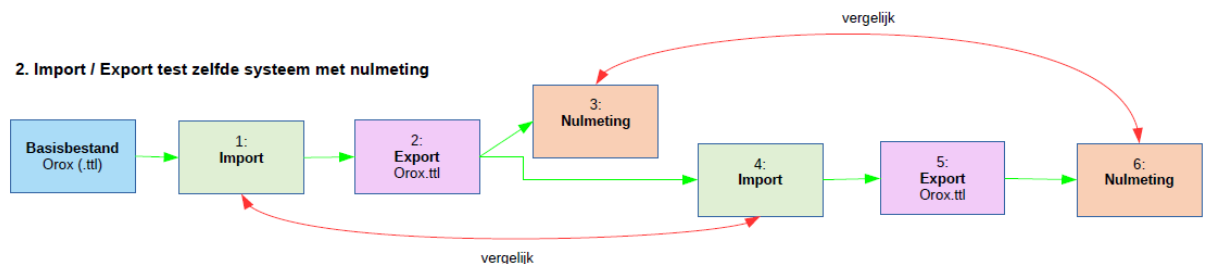 vergelijk
2. Import / Export test zelfde systeem met nulmeting
Basisbestand
Orox (.ttl)
1:
Import
2:
Export
Orox.ttl
3:
Nulmeting
4:
Import
5:
Export
Orox.ttl
6:
Nulmeting
vergelijk